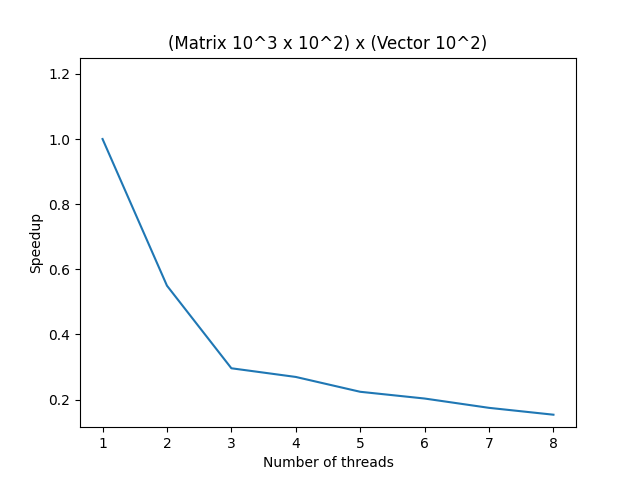 (Matrix 10^3 x 10^2) x (Vector 10^2)
1.2
1.0
0.8
0.6
0.4
0.2
Speedup
1 2 3 4 5 6 7 8
Number of threads